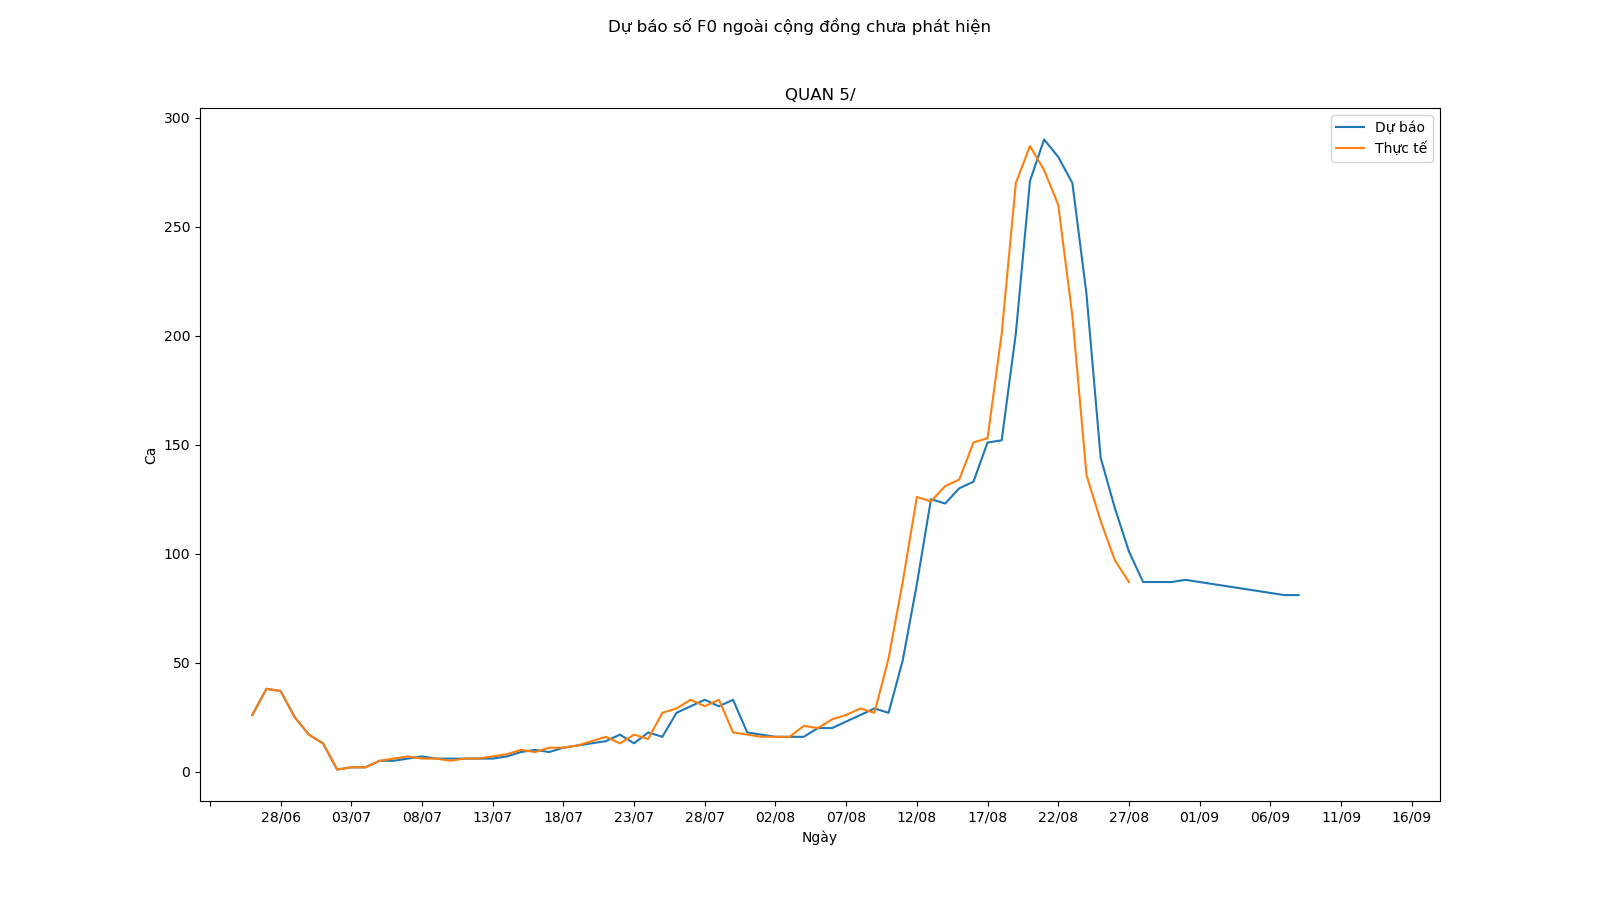 Dự báo số F0 ngoài cộng đồng chưa phát hiện
QUAN 5/
Dự báo
Thực tế
300
250
200
150
100
50
0
Ca
28/06 03/07 08/07 13/07 18/07 23/07 28/07 02/08 07/08 12/08 17/08 22/08 27/08 01/09 06/09 11/09 16/09
Ngày